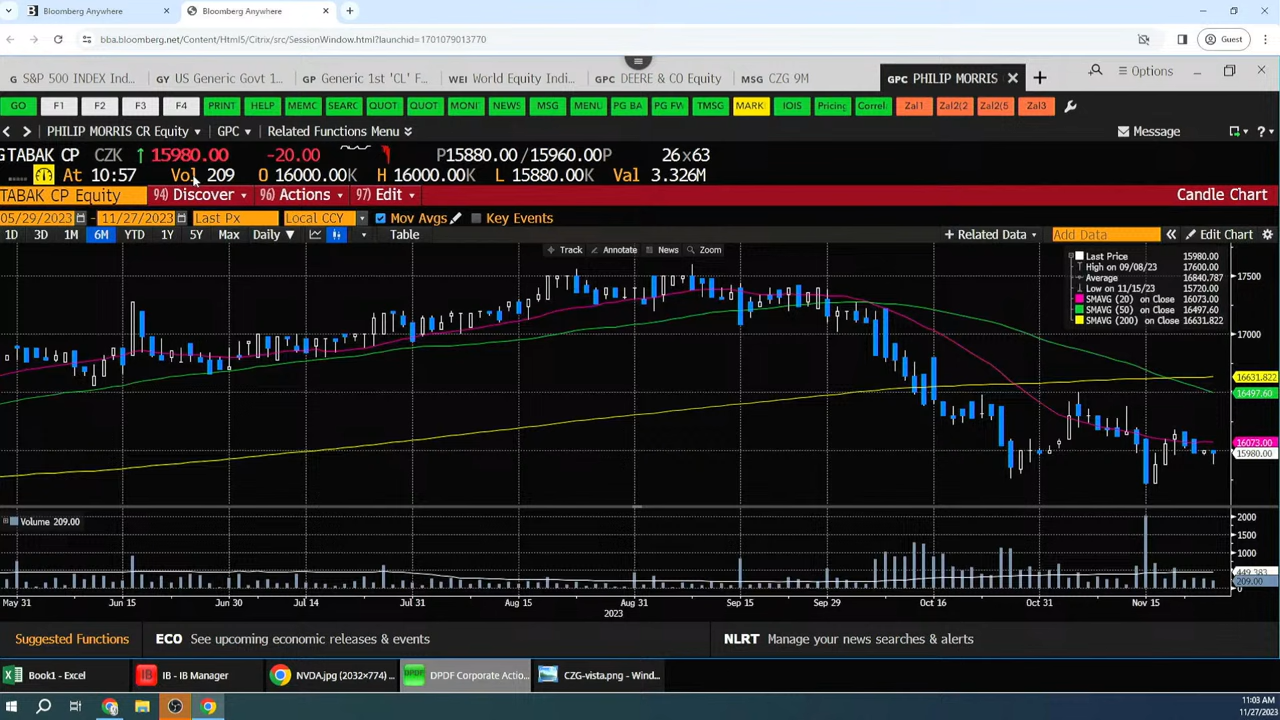 Bloomberg Anywhere
Bloomberg Anywhere
bba.bloomberg.net/Content/Html5/Citrix/src/SessionWindow.html?launchid=1701079013770
Guest
G S&P 500 INDEX Ind... GY US Generic Govt 1... GP Generic 1st 'CL' F... WEI World Equity Indi... GPC DEERE & CO Equity MSG CZG 9M GPC PHILIP MORRIS Options
GO F1 F2 F3 F4 PRINT HELP MEMC SEARC QUOT QUOT MONI NEWS MSG MENU PG BA PG FW TMSG MARK IOIS Pricing Correl Zal1 Zal2(2 Zal2(5 Zal3
PHILIP MORRIS CR Equity GPC Related Functions Menu Message
GTABAK CP CZK 15980.00 -20.00 P15880.00/15960.00P 26x63
At 10:57 Vol 209 O 16000.00K H 16000.00K L 15880.00K Val 3.326M
TABAK CP Equity 94) Discover 96) Actions 97) Edit Candle Chart
05/29/2023 - 11/27/2023 Last Px Local CCY Mov Avgs Key Events
1D 3D 1M 6M YTD 1Y 5Y Max Daily Table + Related Data Add Data Edit Chart
Track Annotate News Zoom
Last Price 15980.00
High on 09/08/23 17600.00
Average 16840.787
Low on 11/15/23 15720.00
SMAVG (20) on Close 16073.00
SMAVG (50) on Close 16497.60
SMAVG (200) on Close 16631.822
17500
17000
16631.822
16497.60
16073.00
15980.00
Volume 209.00
2000
1500
1000
449.383
209.00
0
May 31 Jun 15 Jun 30 Jul 14 Jul 31 Aug 15 Aug 31 Sep 15 Sep 29 Oct 16 Oct 31 Nov 15
2023
Suggested Functions ECO See upcoming economic releases & events NLRT Manage your news searches & alerts
Book1 - Excel IB IB - IB Manager NVDA.jpg (2032×774) ... DPDF DPDF Corporate Actio... CZG-vista.png - Wind...
11:03 AM
11/27/2023